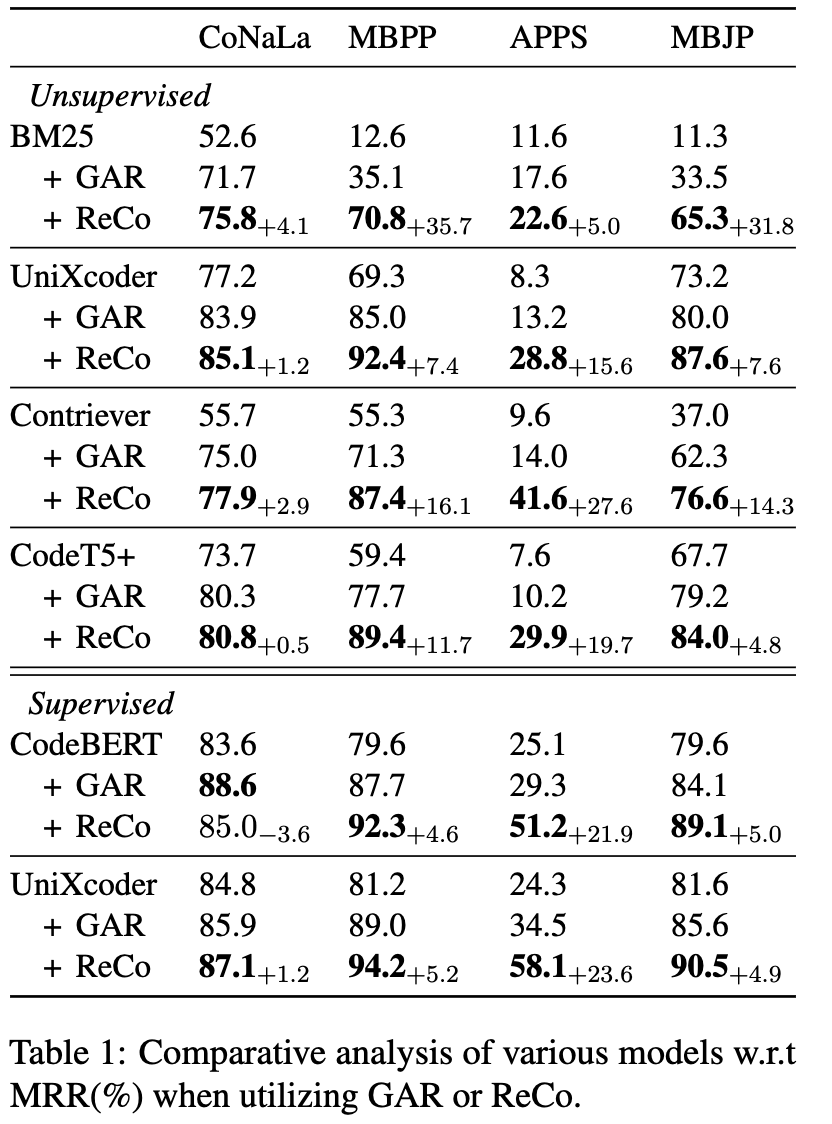 CoNaLa MBPP APPS MBJP
Unsupervised
BM25 52.6 12.6 11.6 11.3
+ GAR 71.7 35.1 17.6 33.5
+ ReCo 75.8+4.1 70.8+35.7 22.6+5.0 65.3+31.8
UniXcoder 77.2 69.3 8.3 73.2
+ GAR 83.9 85.0 13.2 80.0
+ ReCo 85.1+1.2 92.4+7.4 28.8+15.6 87.6+7.6
Contriever 55.7 55.3 9.6 37.0
+ GAR 75.0 71.3 14.0 62.3
+ ReCo 77.9+2.9 87.4+16.1 41.6+27.6 76.6+14.3
CodeT5+ 73.7 59.4 7.6 67.7
+ GAR 80.3 77.7 10.2 79.2
+ ReCo 80.8+0.5 89.4+11.7 29.9+19.7 84.0+4.8
Supervised
CodeBERT 83.6 79.6 25.1 79.6
+ GAR 88.6 87.7 29.3 84.1
+ ReCo 85.0−3.6 92.3+4.6 51.2+21.9 89.1+5.0
UniXcoder 84.8 81.2 24.3 81.6
+ GAR 85.9 89.0 34.5 85.6
+ ReCo 87.1+1.2 94.2+5.2 58.1+23.6 90.5+4.9
Table 1: Comparative analysis of various models w.r.t
MRR(%) when utilizing GAR or ReCo.